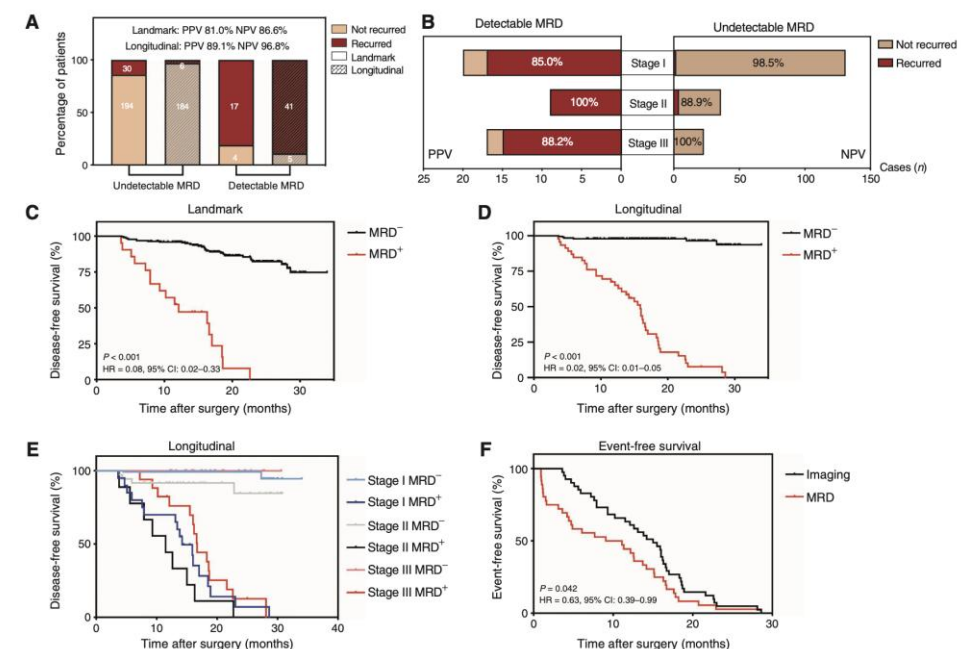 A
Landmark: PPV 81.0% NPV 86.6%
Longitudinal: PPV 89.1% NPV 96.8%
Not recurred
Recurred
Landmark
Longitudinal
Percentage of patients
100
50
0
30
6
194
184
17
41
4
5
Undetectable MRD
Detectable MRD
B
Detectable MRD
Undetectable MRD
Not recurred
Recurred
85.0%
Stage I
98.5%
100%
Stage II
88.9%
88.2%
Stage III
100%
PPV
NPV
Cases (n)
25 20 15 10 5 0
0 50 100 150
C
Landmark
MRD−
MRD+
Disease-free survival (%)
100
75
50
25
0
P < 0.001
HR = 0.08, 95% CI: 0.02–0.33
0 10 20 30
Time after surgery (months)
D
Longitudinal
MRD−
MRD+
Disease-free survival (%)
100
75
50
25
0
P < 0.001
HR = 0.02, 95% CI: 0.01–0.05
0 10 20 30
Time after surgery (months)
E
Longitudinal
Disease-free survival (%)
100
50
0
Stage I MRD−
Stage I MRD+
Stage II MRD−
Stage II MRD+
Stage III MRD−
Stage III MRD+
0 10 20 30 40
Time after surgery (months)
F
Event-free survival
Imaging
MRD
Event-free survival (%)
100
50
0
P = 0.042
HR = 0.63, 95% CI: 0.39–0.99
0 10 20 30
Time after surgery (months)